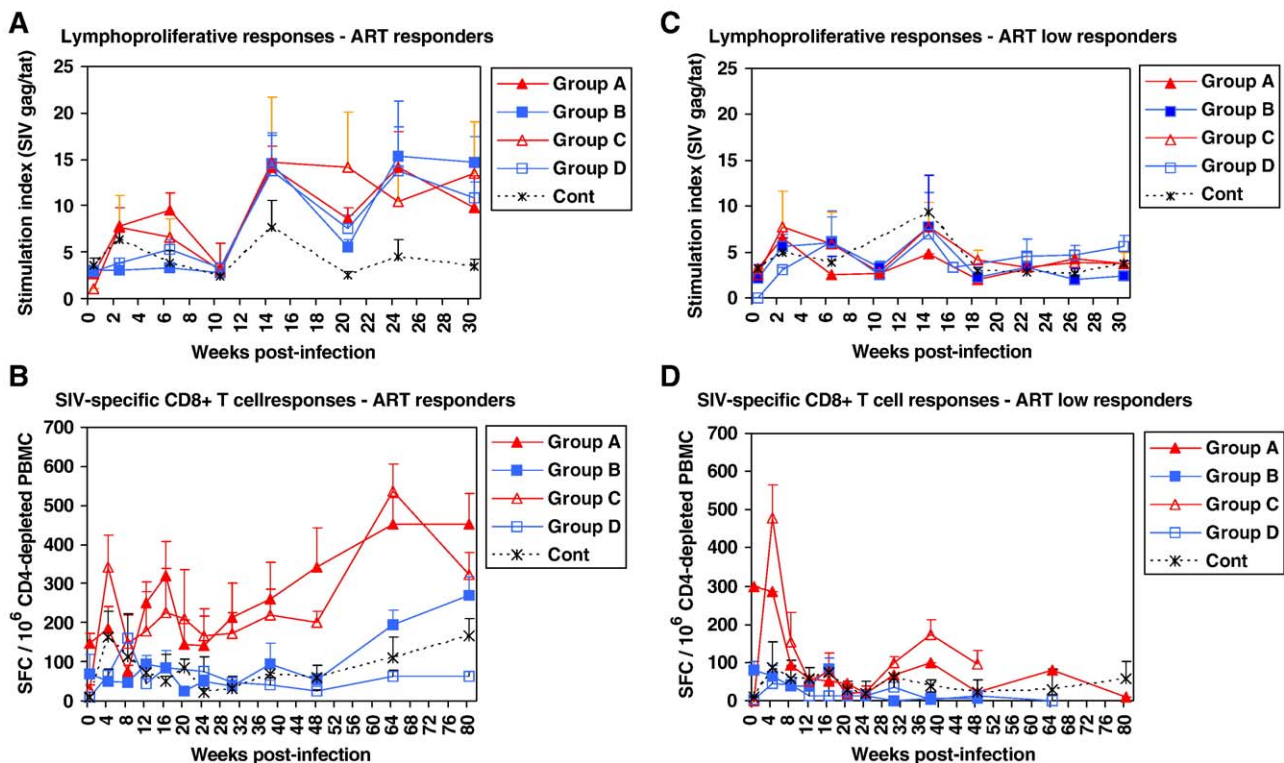 A
Lymphoproliferative responses - ART responders
Stimulation index (SIV gag/tat)
25
20
15
10
5
0
0 2 4 6 8 10 12 14 16 18 20 22 24 26 28 30
Weeks post-infection
Group A
Group B
Group C
Group D
Cont
C
Lymphoproliferative responses - ART low responders
Stimulation index (SIV gag/tat)
25
20
15
10
5
0
0 2 4 6 8 10 12 14 16 18 20 22 24 26 28 30
Weeks post-infection
Group A
Group B
Group C
Group D
Cont
B
SIV-specific CD8+ T cellresponses - ART responders
SFC / 10⁶ CD4-depleted PBMC
700
600
500
400
300
200
100
0
0 4 8 12 16 20 24 28 32 36 40 44 48 52 56 60 64 68 72 76 80
Weeks post-infection
Group A
Group B
Group C
Group D
Cont
D
SIV-specific CD8+ T cell responses - ART low responders
SFC / 10⁶ CD4-depleted PBMC
700
600
500
400
300
200
100
0
0 4 8 12 16 20 24 28 32 36 40 44 48 52 56 60 64 68 72 76 80
Weeks post-infection
Group A
Group B
Group C
Group D
Cont